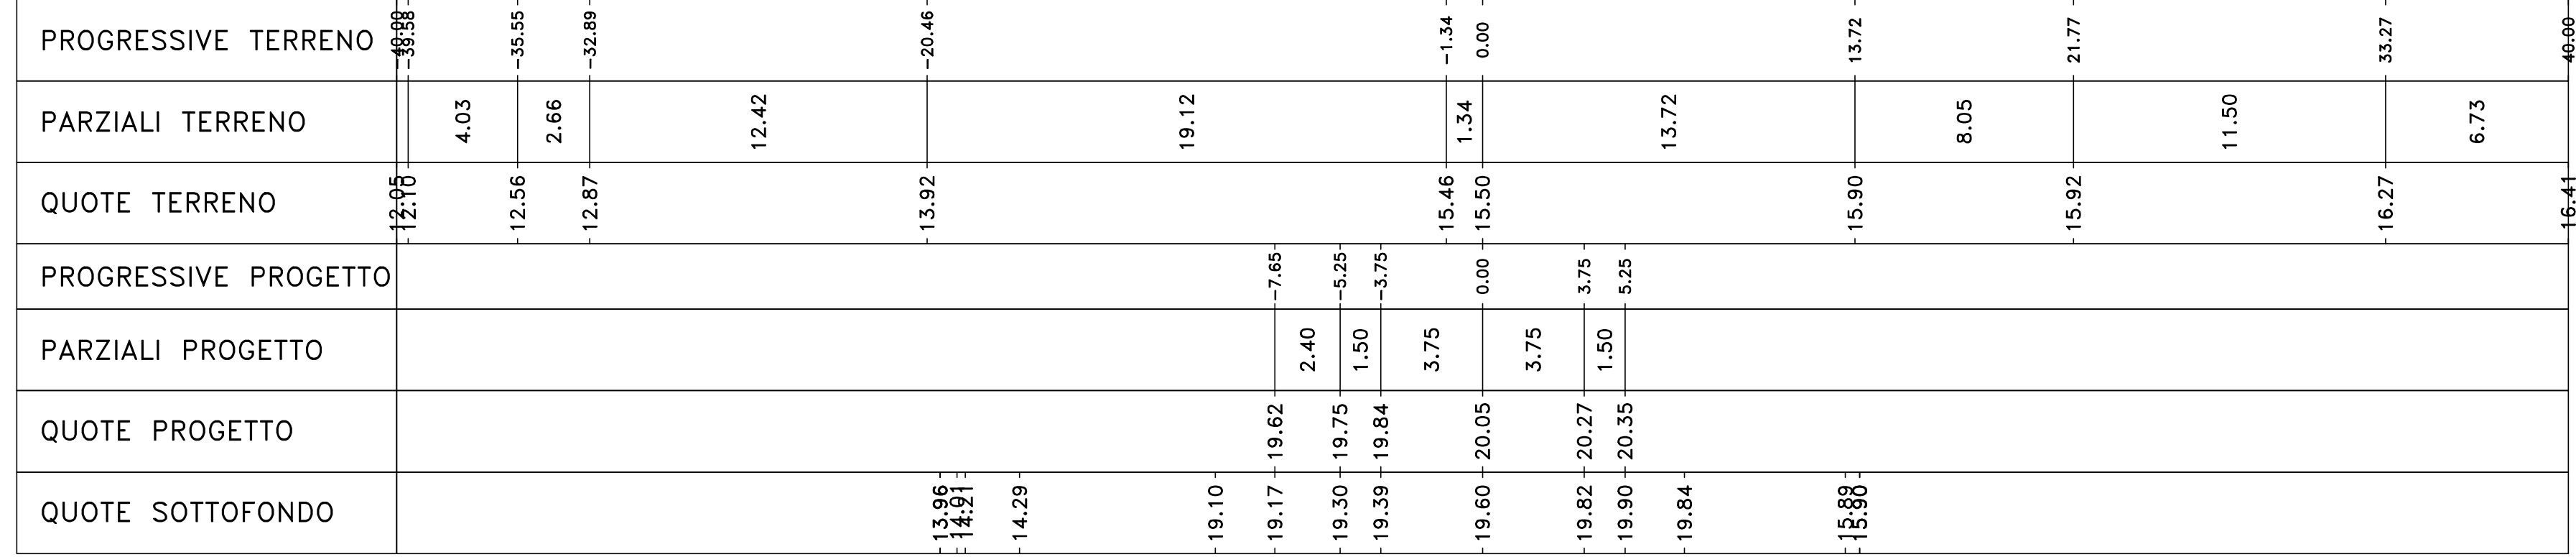 PROGRESSIVE TERRENO -40.00 -39.58 -35.55 -32.89 -20.46 -1.34 0.00 13.72 21.77 33.27 40.00
PARZIALI TERRENO 4.03 2.66 12.42 19.12 1.34 13.72 8.05 11.50 6.73
QUOTE TERRENO 12.05 12.10 12.56 12.87 13.92 15.46 15.50 15.90 15.92 16.27 16.41
PROGRESSIVE PROGETTO -7.65 -5.25 -3.75 0.00 3.75 5.25
PARZIALI PROGETTO 2.40 1.50 3.75 3.75 1.50
QUOTE PROGETTO 19.62 19.75 19.84 20.05 20.27 20.35
QUOTE SOTTOFONDO 13.96 14.01 14.21 14.29 19.10 19.17 19.30 19.39 19.60 19.82 19.90 19.84 15.89 15.90